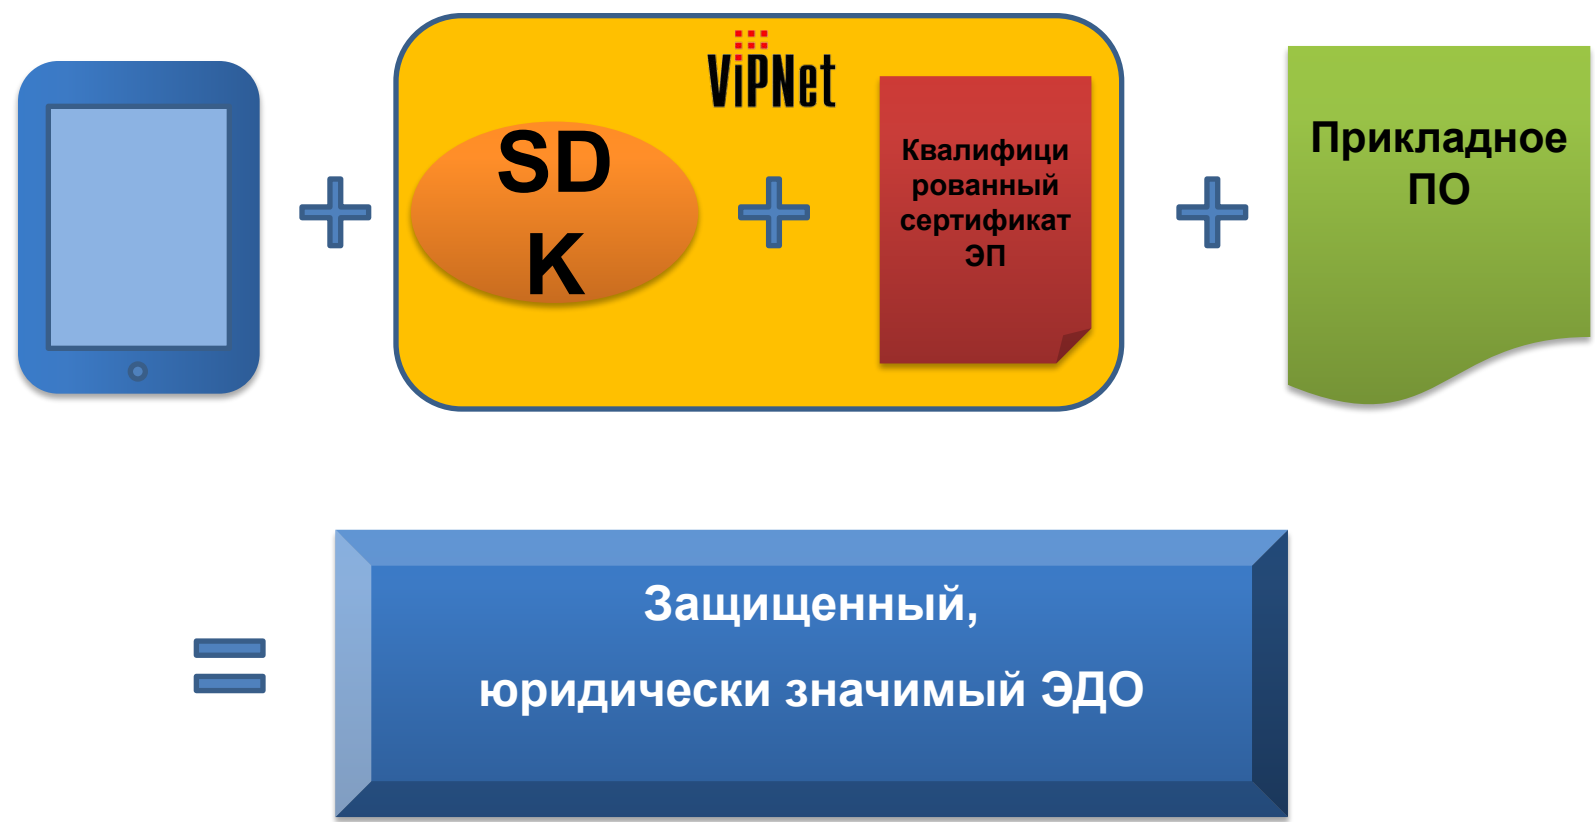 ViPNet
SD
K
Квалифици
рованный
сертификат
ЭП
Прикладное
ПО
Защищенный,
юридически значимый ЭДО